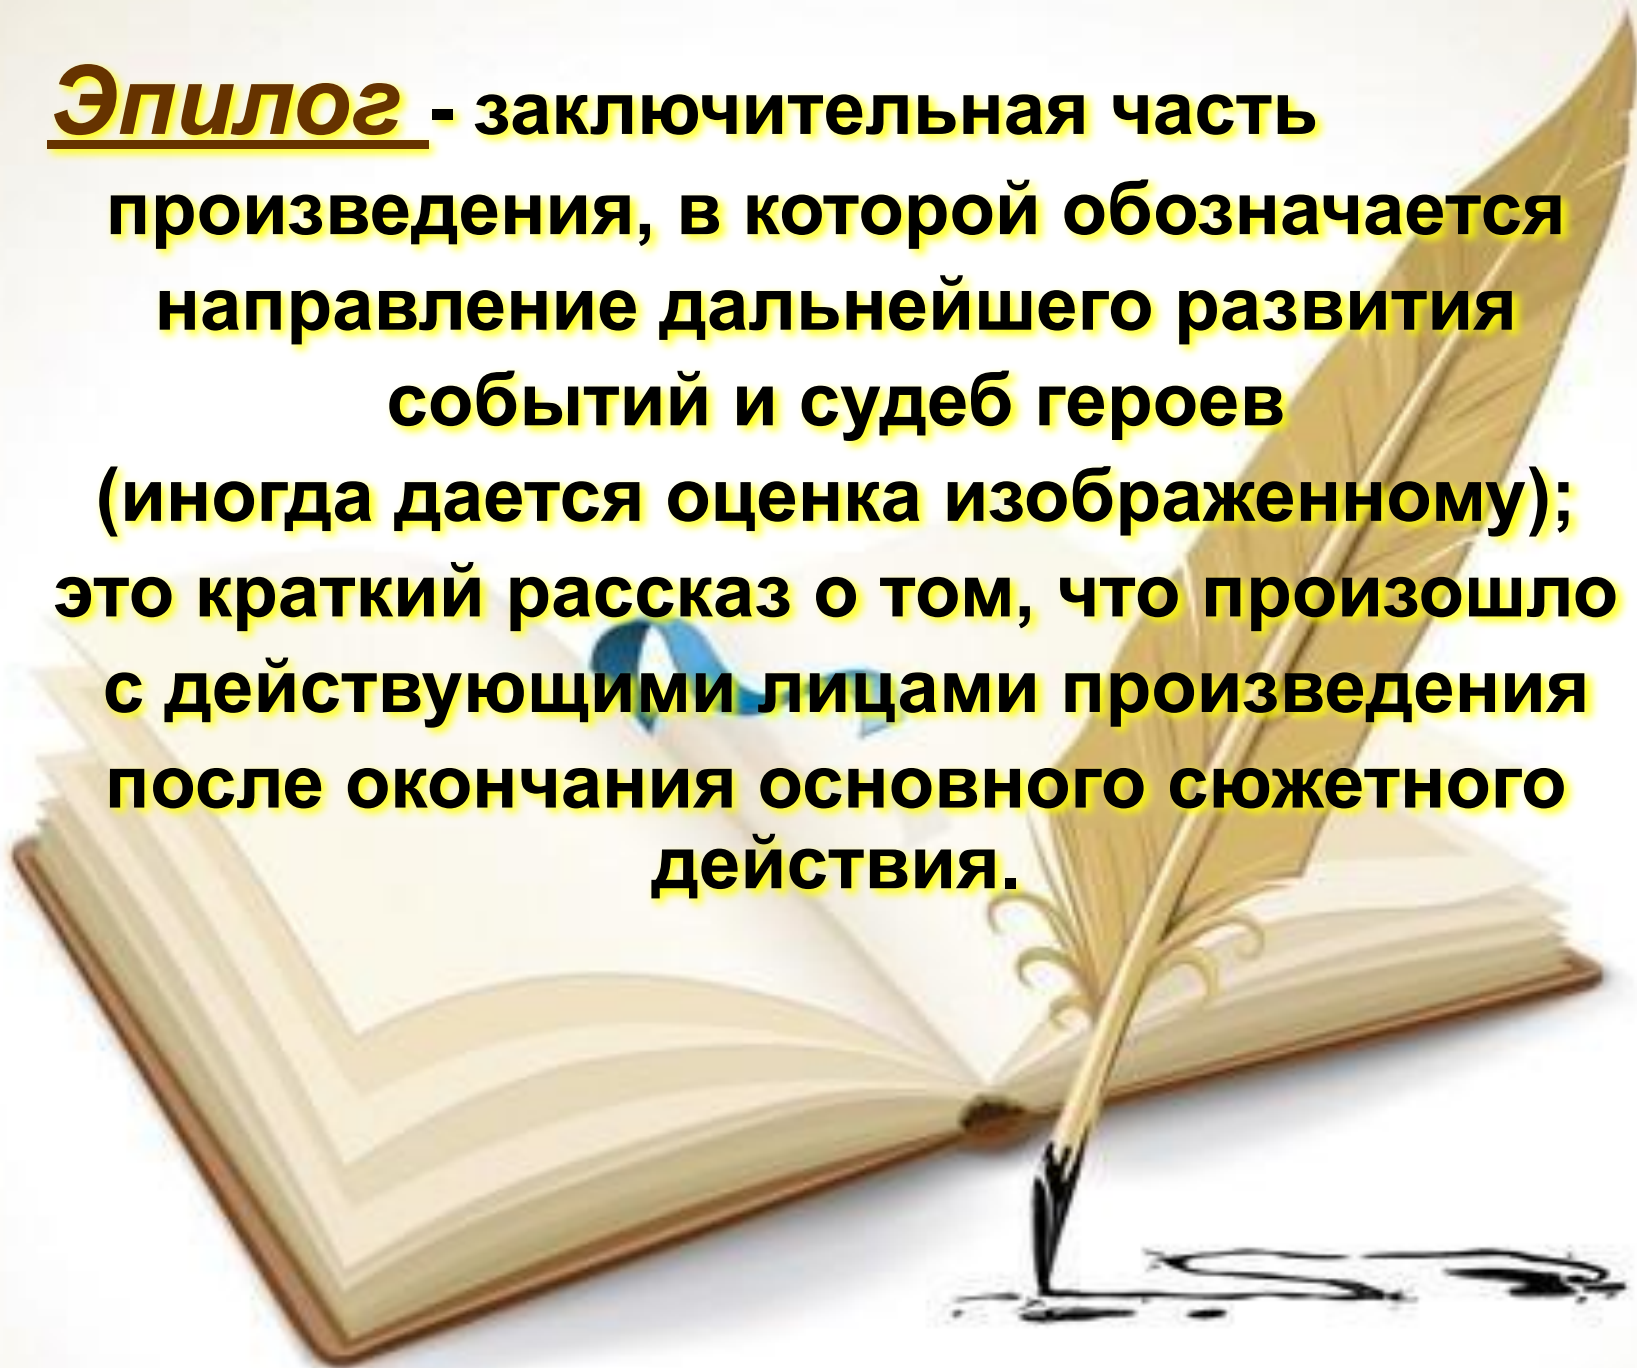 Эпилог - заключительная часть
произведения, в которой обозначается
направление дальнейшего развития
событий и судеб героев
(иногда дается оценка изображенному);
это краткий рассказ о том, что произошло
с действующими лицами произведения
после окончания основного сюжетного
действия.